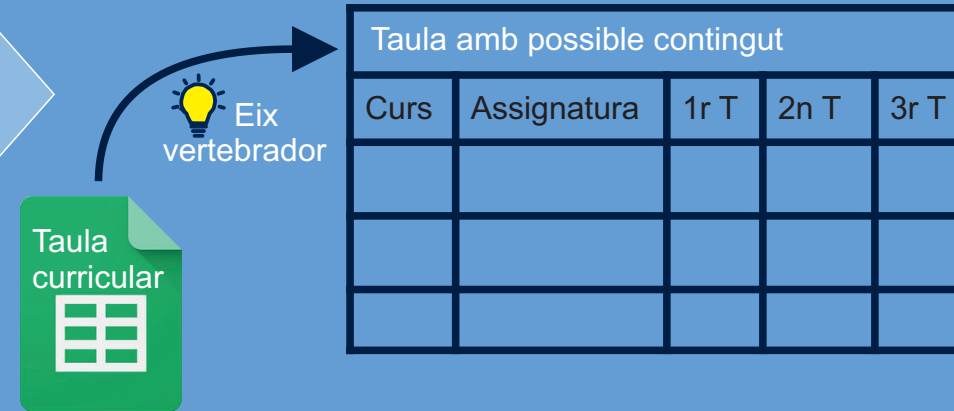 Taula amb possible contingut
Curs Assignatura 1r T 2n T 3r T
Eix
vertebrador
Taula
curricular